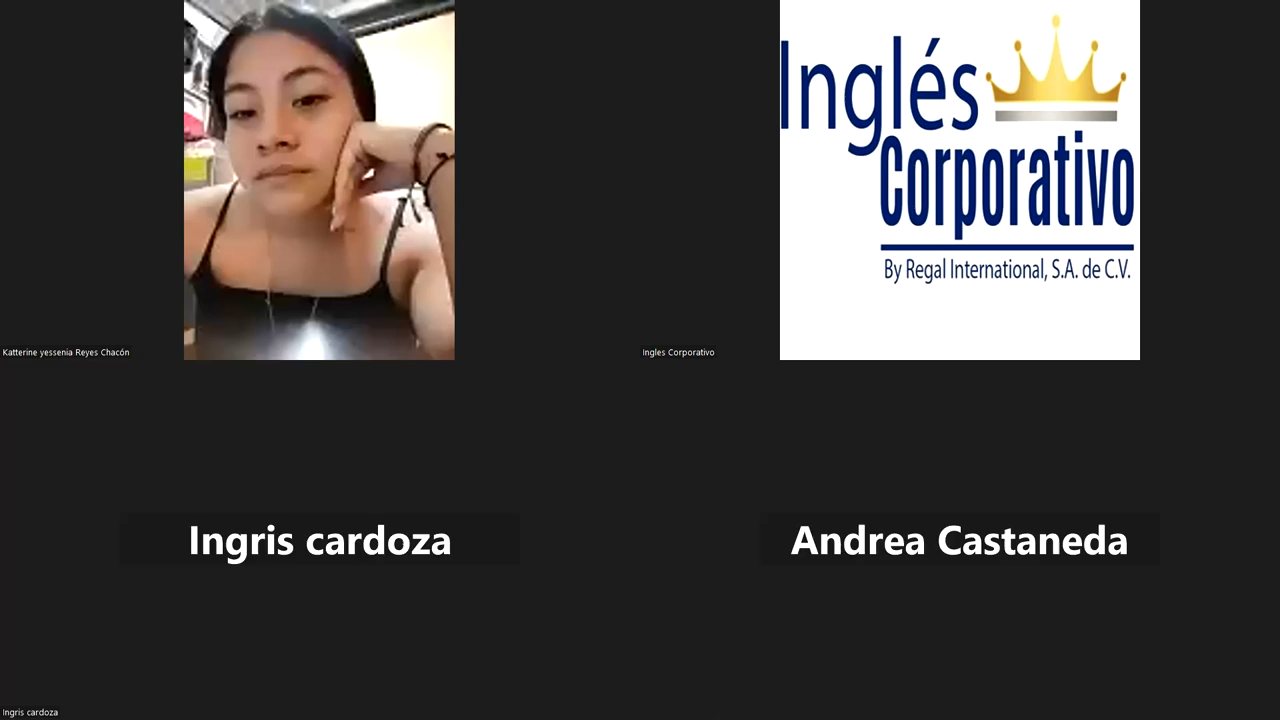 Inglés
Corporativo
By Regal International, S.A. de C.V.
Katterine yessenia Reyes Chacón
Ingles Corporativo
Ingris cardoza
Andrea Castaneda
Ingris cardoza